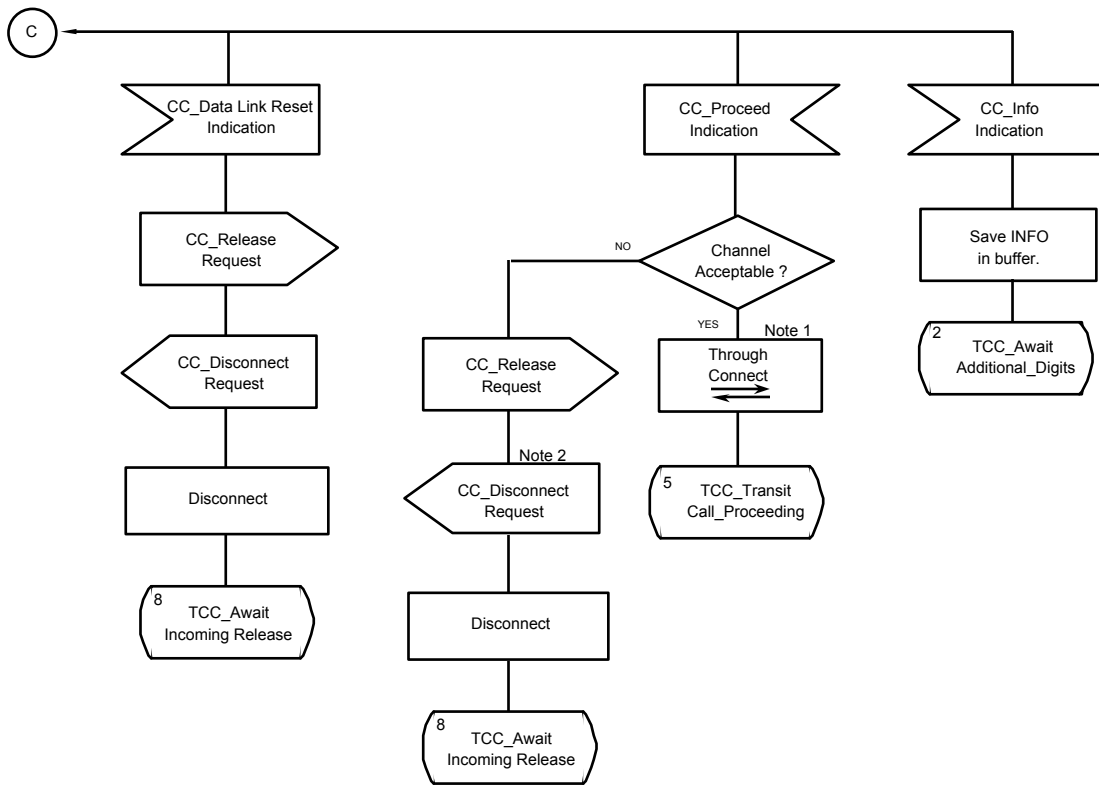 C
CC_Data Link Reset
Indication
CC_Release
Request
CC_Disconnect
Request
Disconnect
8
TCC_Await
Incoming Release
CC_Proceed
Indication
Channel
Acceptable ?
NO
YES
CC_Release
Request
Note 2
CC_Disconnect
Request
Disconnect
8
TCC_Await
Incoming Release
Note 1
Through
Connect
5
TCC_Transit
Call_Proceeding
CC_Info
Indication
Save INFO
in buffer.
2
TCC_Await
Additional_Digits